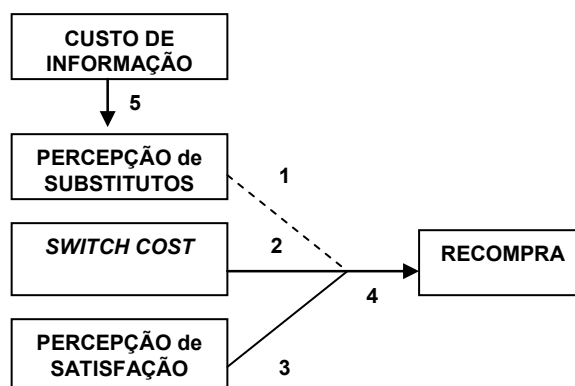 CUSTO DE
INFORMAÇÃO
5
PERCEPÇÃO de
SUBSTITUTOS
1
SWITCH COST
2
RECOMPRA
4
PERCEPÇÃO de
SATISFAÇÃO
3